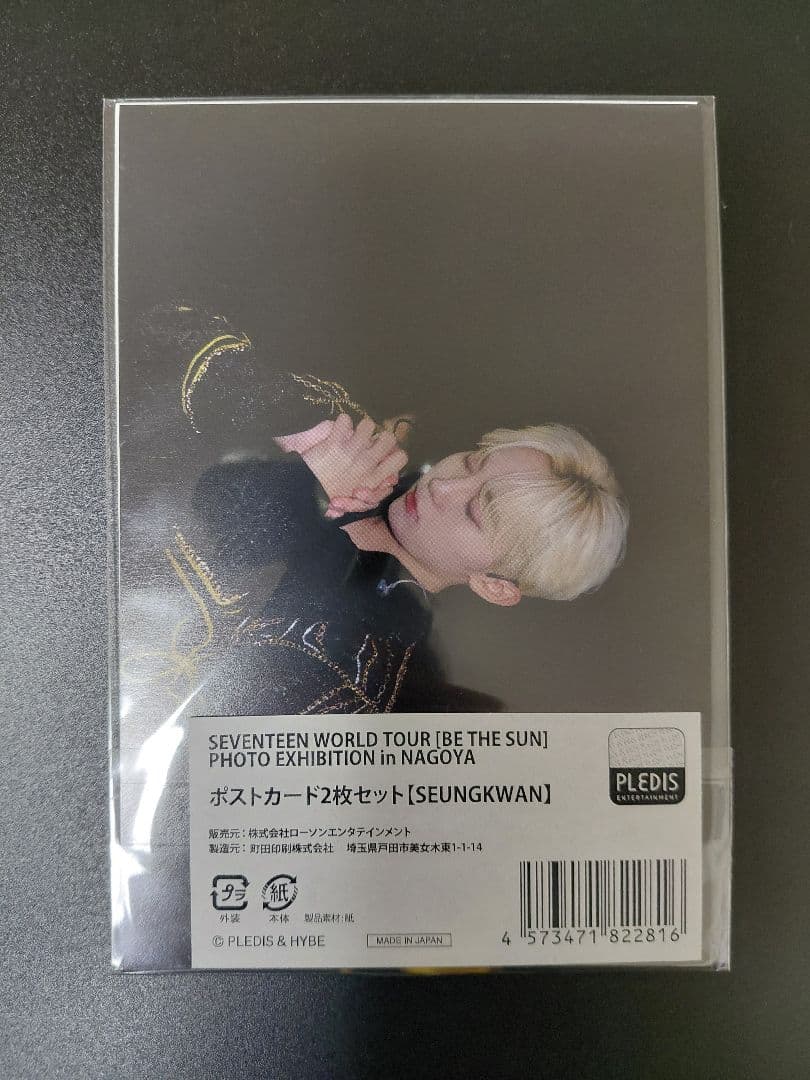 SEVENTEEN WORLD TOUR [BE THE SUN]
PHOTO EXHIBITION in NAGOYA
PLEDIS
ENTERTAINMENT
ポストカード2枚セット【SEUNGKWAN】
販売元：株式会社ローソンエンタテインメント
製造元：町田印刷株式会社　埼玉県戸田市美女木東1-1-14
プラ
紙
外装
本体
製品素材：紙
© PLEDIS & HYBE
MADE IN JAPAN
4 573471 822816